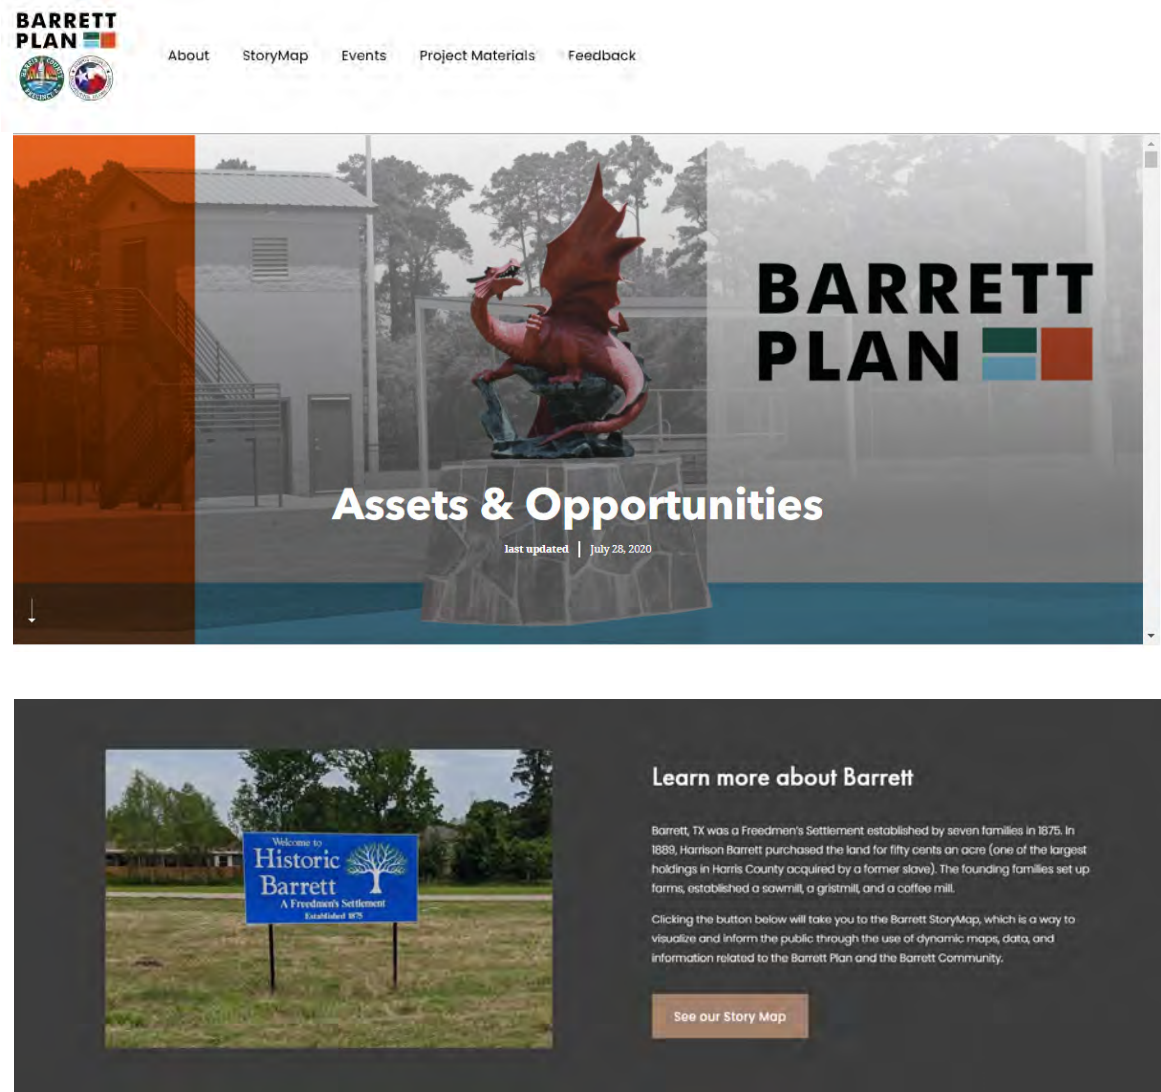 BARRETT
PLAN
About StoryMap Events Project Materials Feedback
BARRETT
PLAN
Assets & Opportunities
last updated | July 28, 2020
Welcome to
Historic
Barrett
A Freedmen's Settlement
Established 1875
Learn more about Barrett
Barrett, TX was a Freedmen's Settlement established by seven families in 1875. In
1889, Harrison Barrett purchased the land for fifty cents an acre (one of the largest
holdings in Harris County acquired by a former slave). The founding families set up
farms, established a sawmill, a gristmill, and a coffee mill.
Clicking the button below will take you to the Barrett StoryMap, which is a way to
visualize and inform the public through the use of dynamic maps, data, and
information related to the Barrett Plan and the Barrett Community.
See our Story Map